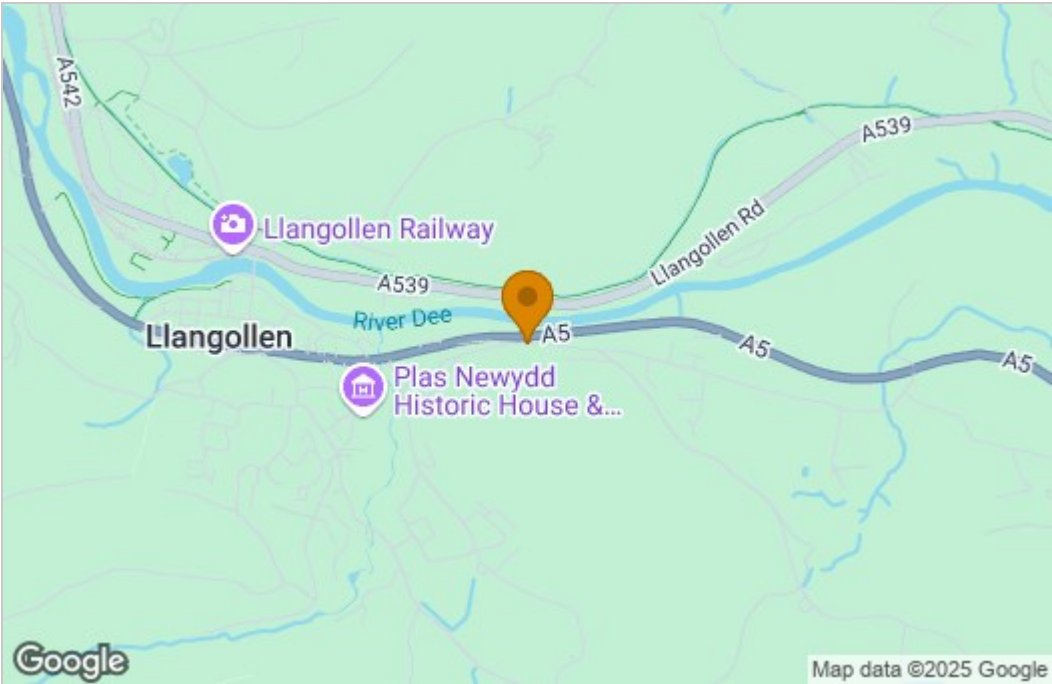 A542
A539
Llangollen Railway
Llangollen Rd
A539
River Dee
A5
Llangollen
A5
A5
Plas Newydd
Historic House &...
Google
Map data ©2025 Google